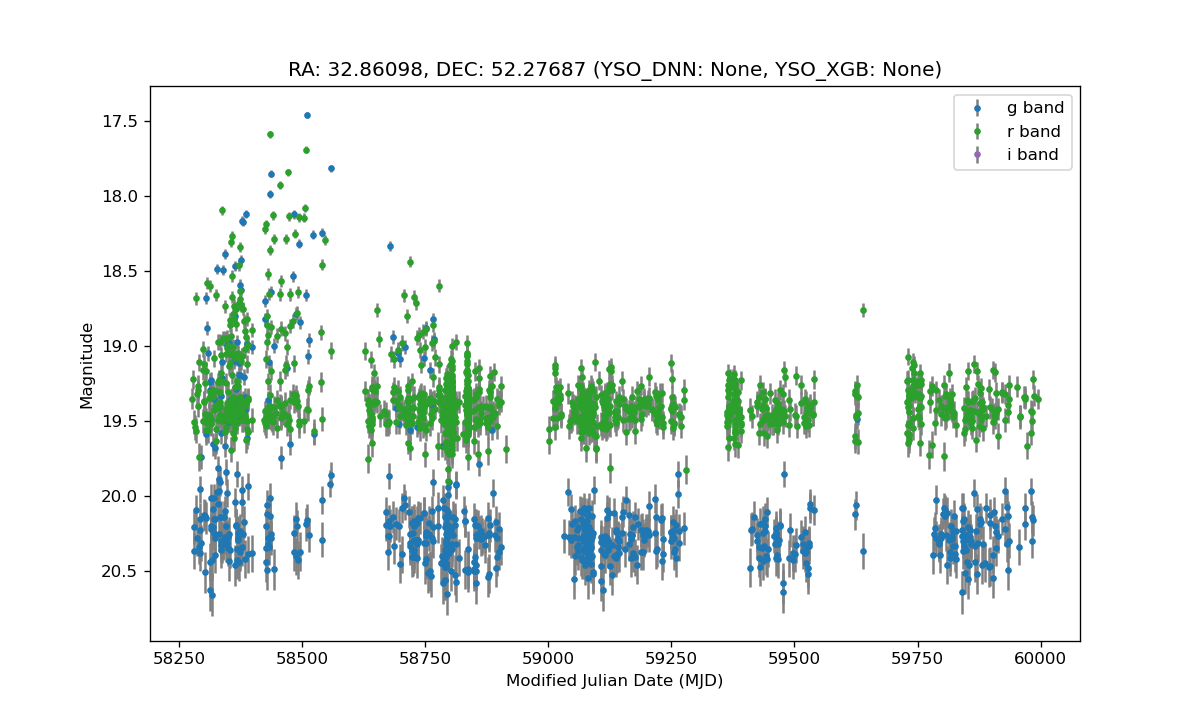 RA: 32.86098, DEC: 52.27687 (YSO_DNN: None, YSO_XGB: None)
g band
r band
i band
17.5
18.0
18.5
19.0
19.5
20.0
20.5
Magnitude
58250 58500 58750 59000 59250 59500 59750 60000
Modified Julian Date (MJD)